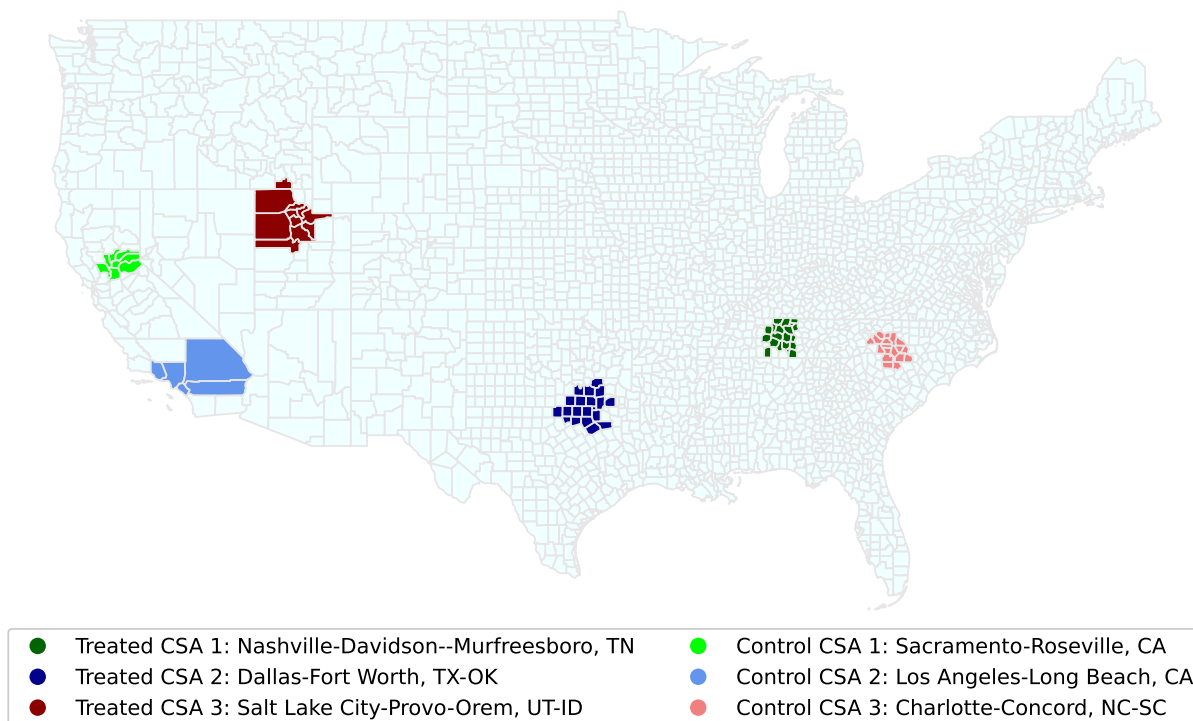 Treated CSA 1: Nashville-Davidson--Murfreesboro, TN
Treated CSA 2: Dallas-Fort Worth, TX-OK
Treated CSA 3: Salt Lake City-Provo-Orem, UT-ID
Control CSA 1: Sacramento-Roseville, CA
Control CSA 2: Los Angeles-Long Beach, CA
Control CSA 3: Charlotte-Concord, NC-SC